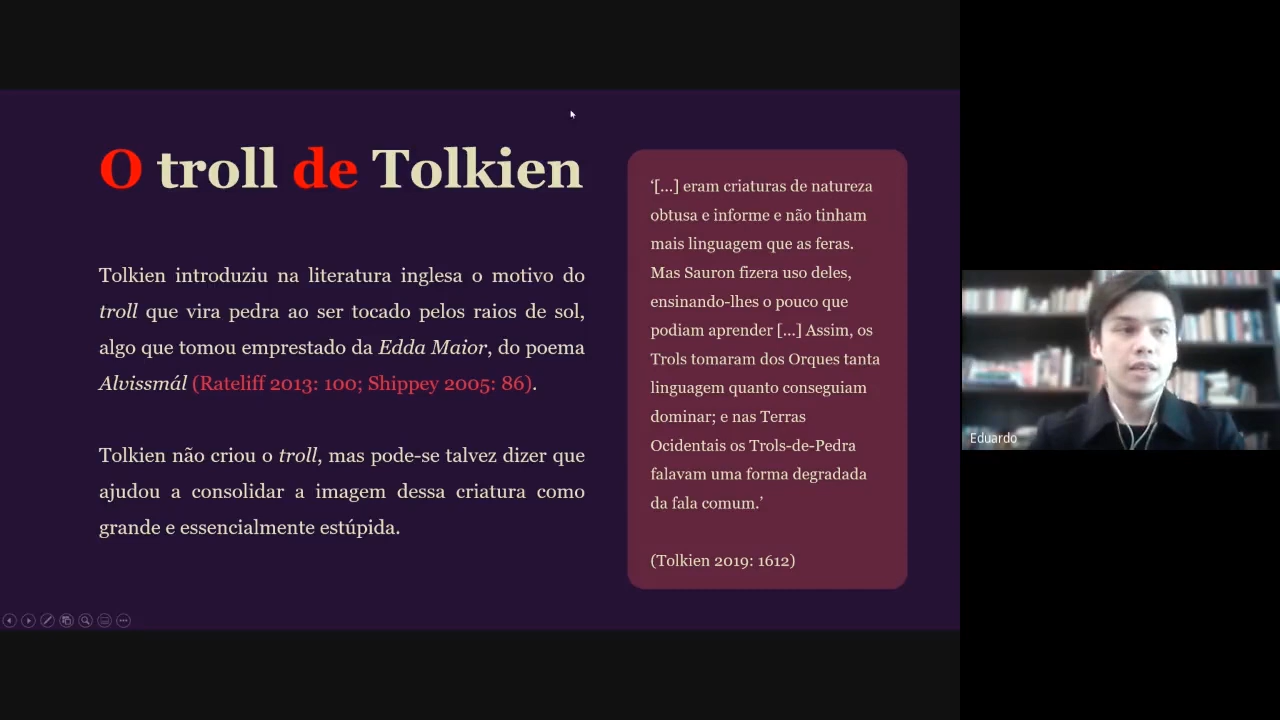 O troll de Tolkien
Tolkien introduziu na literatura inglesa o motivo do
troll que vira pedra ao ser tocado pelos raios de sol,
algo que tomou emprestado da Edda Maior, do poema
Alvissmál (Rateliff 2013: 100; Shippey 2005: 86).
Tolkien não criou o troll, mas pode-se talvez dizer que
ajudou a consolidar a imagem dessa criatura como
grande e essencialmente estúpida.
‘[...] eram criaturas de natureza
obtusa e informe e não tinham
mais linguagem que as feras.
Mas Sauron fizera uso deles,
ensinando-lhes o pouco que
podiam aprender [...] Assim, os
Trols tomaram dos Orques tanta
linguagem quanto conseguiam
dominar; e nas Terras
Ocidentais os Trols-de-Pedra
falavam uma forma degradada
da fala comum.’
(Tolkien 2019: 1612)
Eduardo